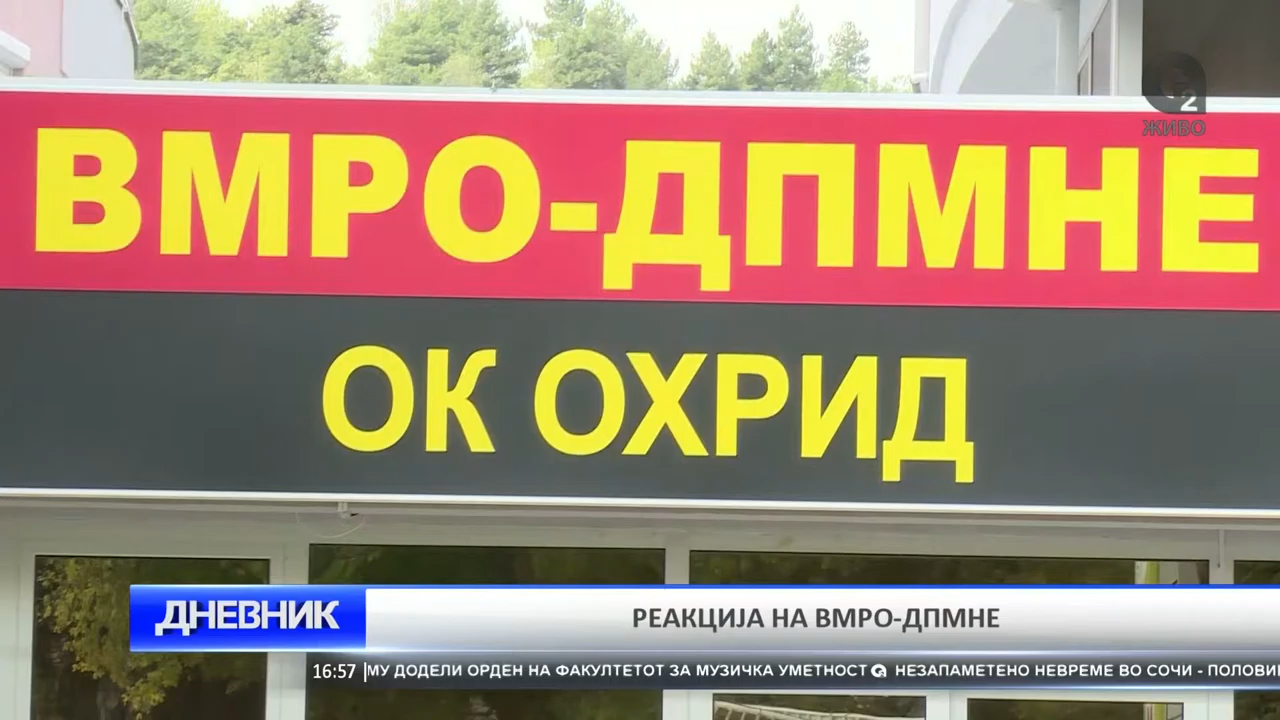 2
ЖИВО
ВМРО-ДПМНЕ
ОК ОХРИД
ДНЕВНИК
РЕАКЦИЈА НА ВМРО-ДПМНЕ
16:57
МУ ДОДЕЛИ ОРДЕН НА ФАКУЛТЕТОТ ЗА МУЗИЧКА УМЕТНОСТ НЕЗАПАМЕТЕНО НЕВРЕМЕ ВО СОЧИ - ПОЛОВИ